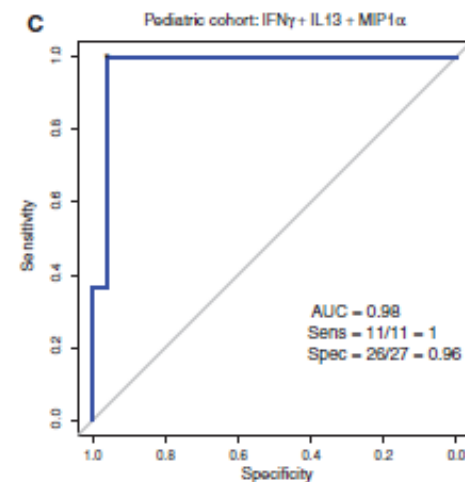 C
Pediatric cohort: IFNγ + IL13 + MIP1α
1.0
0.8
0.6
0.4
0.2
0.0
Sensitivity
AUC = 0.98
Sens = 11/11 = 1
Spec = 26/27 = 0.96
1.0 0.8 0.6 0.4 0.2 0.0
Specificity